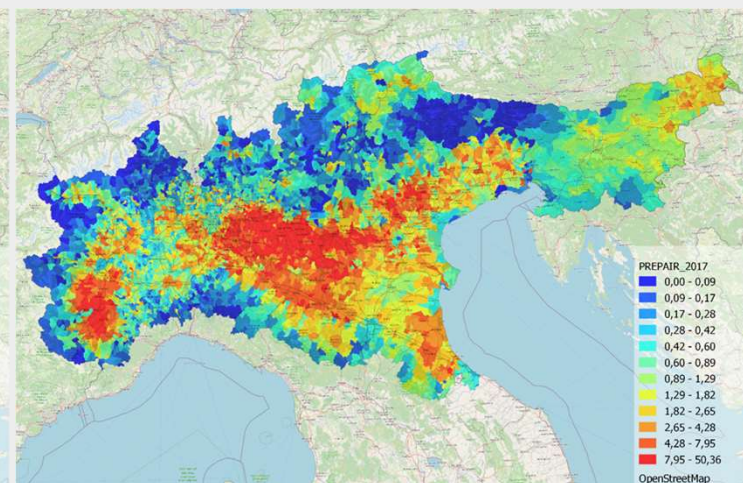 PREPAIR_2017
0,00 - 0,09
0,09 - 0,17
0,17 - 0,28
0,28 - 0,42
0,42 - 0,60
0,60 - 0,89
0,89 - 1,29
1,29 - 1,82
1,82 - 2,65
2,65 - 4,28
4,28 - 7,95
7,95 - 50,36
OpenStreetMap